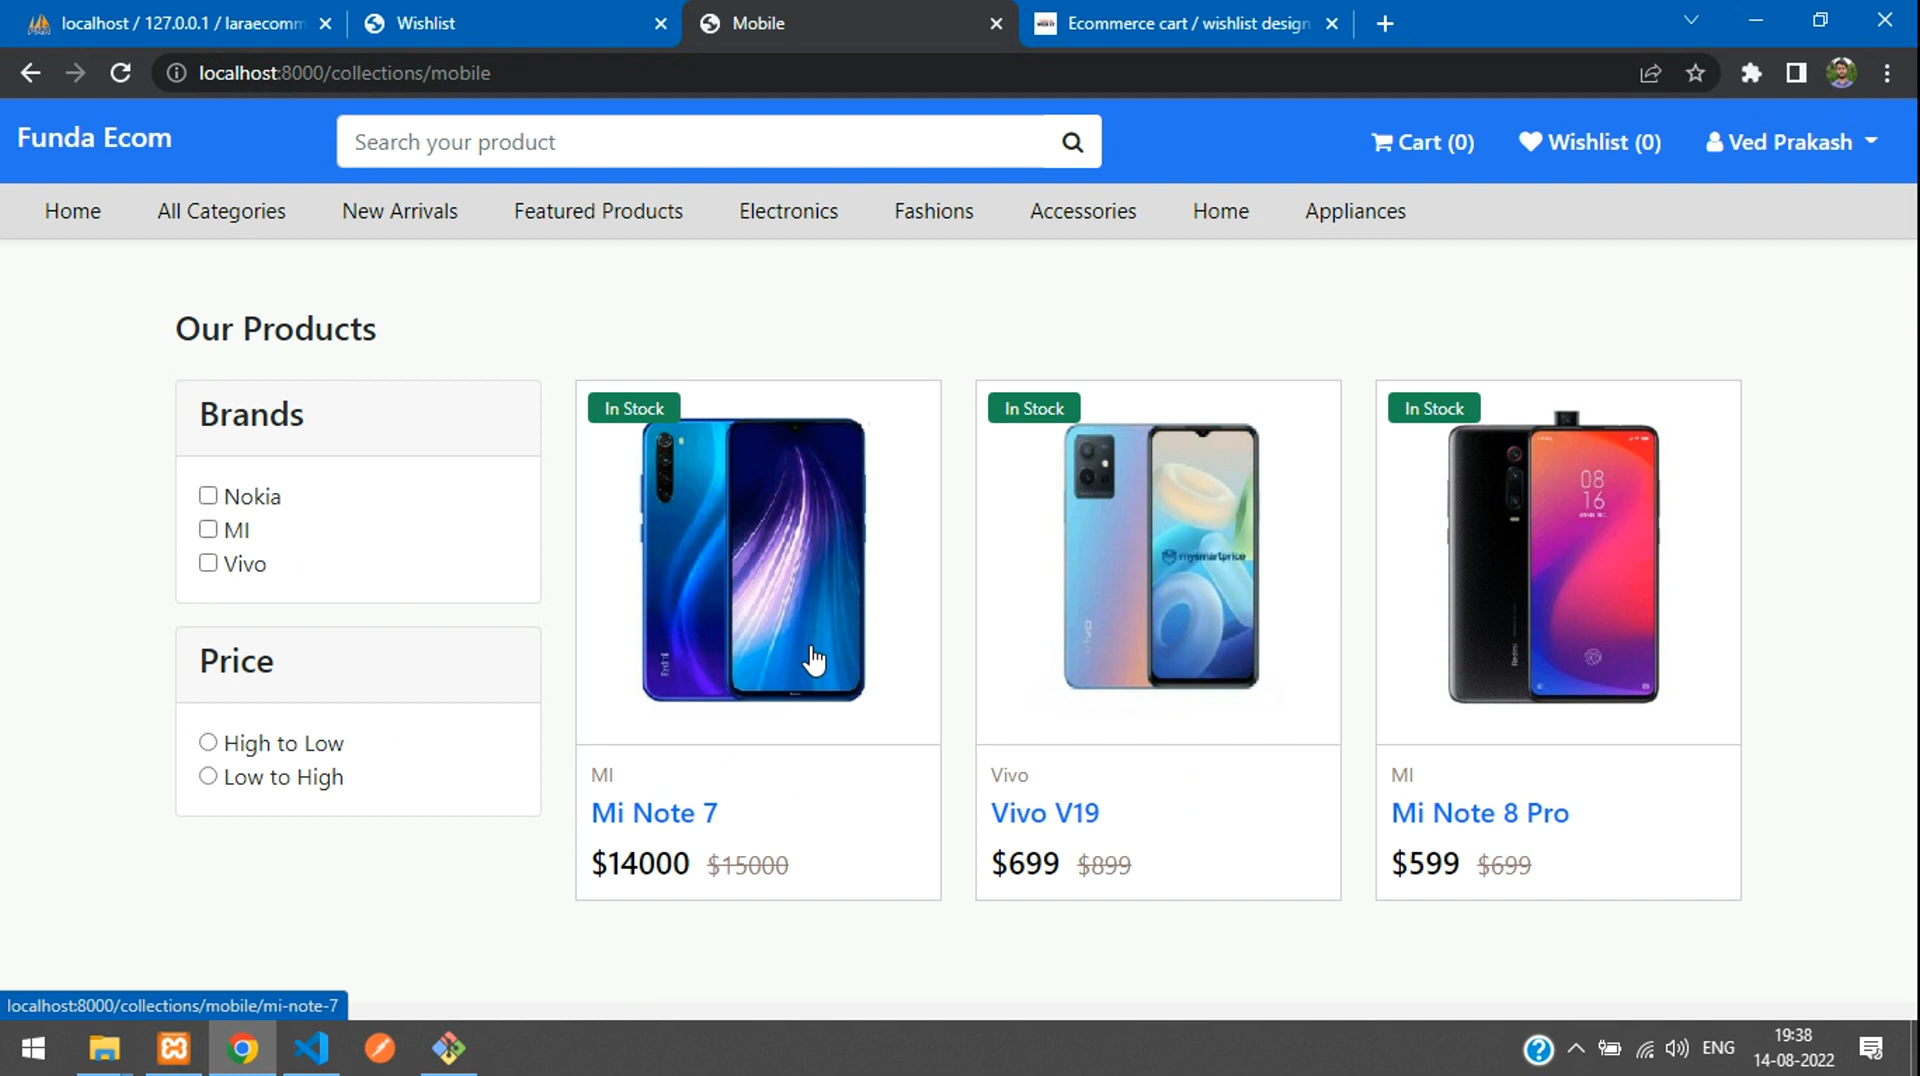 localhost / 127.0.0.1 / laraecomm
Wishlist
Mobile
Ecommerce cart / wishlist design
localhost:8000/collections/mobile
Funda Ecom
Search your product
Cart (0)
Wishlist (0)
Ved Prakash
Home
All Categories
New Arrivals
Featured Products
Electronics
Fashions
Accessories
Home
Appliances
Our Products
Brands
Nokia
MI
Vivo
Price
High to Low
Low to High
In Stock
Redmi
MI
Mi Note 7
$14000 $15000
In Stock
mysmartprice
vivo
Vivo
Vivo V19
$699 $899
In Stock
08
16
Redmi
MI
Mi Note 8 Pro
$599 $699
localhost:8000/collections/mobile/mi-note-7
ENG
19:38
14-08-2022